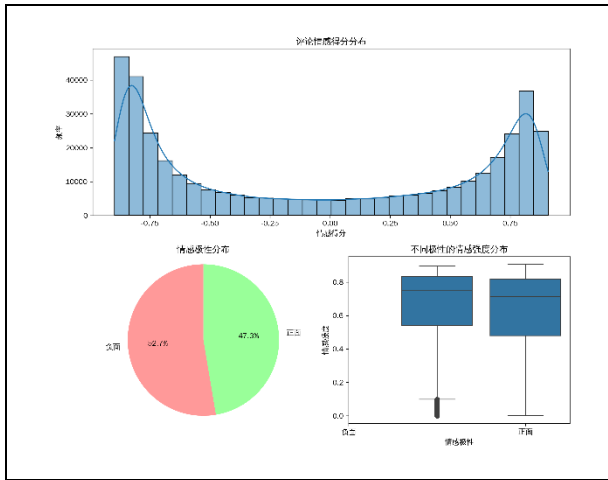 评论情感得分分布
频率
40000
30000
20000
10000
0
-0.75 -0.50 -0.25 0.00 0.25 0.50 0.75
情感得分
情感极性分布
负面 52.7%
47.3% 正面
不同极性的情感强度分布
情感强度
0.8
0.6
0.4
0.2
0.0
负面 正面
情感极性